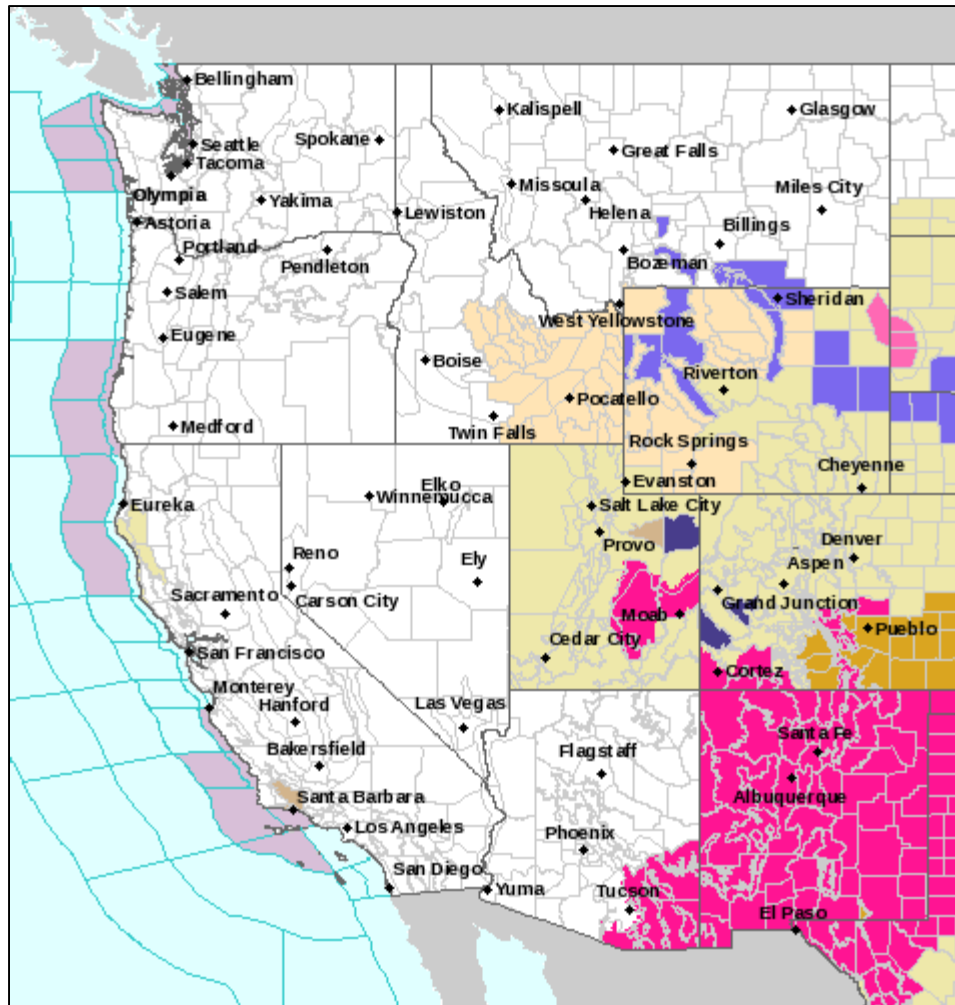 Bellingham
Kalispell
Glasgow
Seattle
Spokane
Great Falls
Tacoma
Olympia
Missoula
Miles City
Yakima
Helena
Lewiston
Astoria
Billings
Portland
Pendleton
Bozeman
Salem
Sheridan
West Yellowstone
Eugene
Boise
Riverton
Pocatello
Medford
Twin Falls
Rock Springs
Cheyenne
Elko
Evanston
Winnemucca
Eureka
Salt Lake City
Provo
Denver
Reno
Ely
Aspen
Sacramento
Carson City
Grand Junction
Moab
Pueblo
Cedar City
San Francisco
Cortez
Monterey
Hanford
Las Vegas
Santa Fe
Bakersfield
Flagstaff
Santa Barbara
Albuquerque
Los Angeles
Phoenix
San Diego
Yuma
Tucson
El Paso